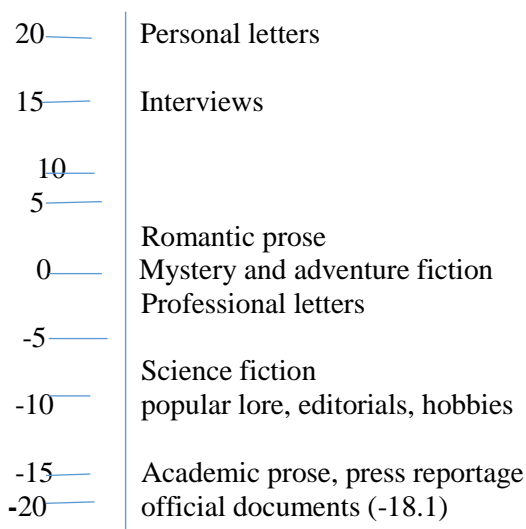 20 Personal letters
15 Interviews
10
5
Romantic prose
0 Mystery and adventure fiction
Professional letters
-5
Science fiction
-10 popular lore, editorials, hobbies
-15 Academic prose, press reportage
-20 official documents (-18.1)